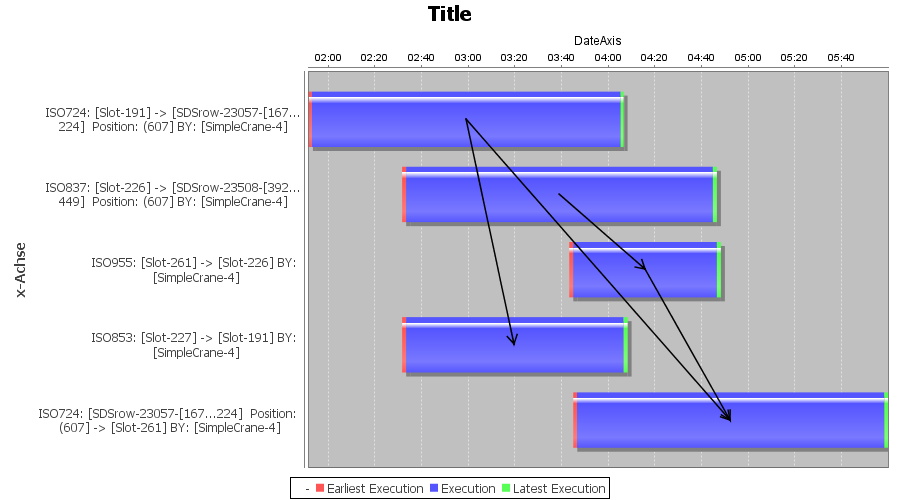 Title
DateAxis
02:00 02:20 02:40 03:00 03:20 03:40 04:00 04:20 04:40 05:00 05:20 05:40
ISO724: [Slot-191] -> [SDSrow-23057-[167...
224]  Position: (607] BY: [SimpleCrane-4]
ISO837: [Slot-226] -> [SDSrow-23508-[392...
449]  Position: (607] BY: [SimpleCrane-4]
ISO955: [Slot-261] -> [Slot-226] BY:
[SimpleCrane-4]
ISO853: [Slot-227] -> [Slot-191] BY:
[SimpleCrane-4]
ISO724: [SDSrow-23057-[167...224]  Position:
(607] -> [Slot-261] BY: [SimpleCrane-4]
x-Achse
- Earliest Execution Execution Latest Execution